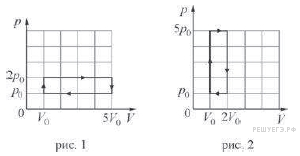 p p
5p₀
2p₀
p₀ p₀
0 V₀ 5V₀ V 0 V₀ 2V₀ V
РЕШУЕГЭ.РФ
рис. 1 рис. 2